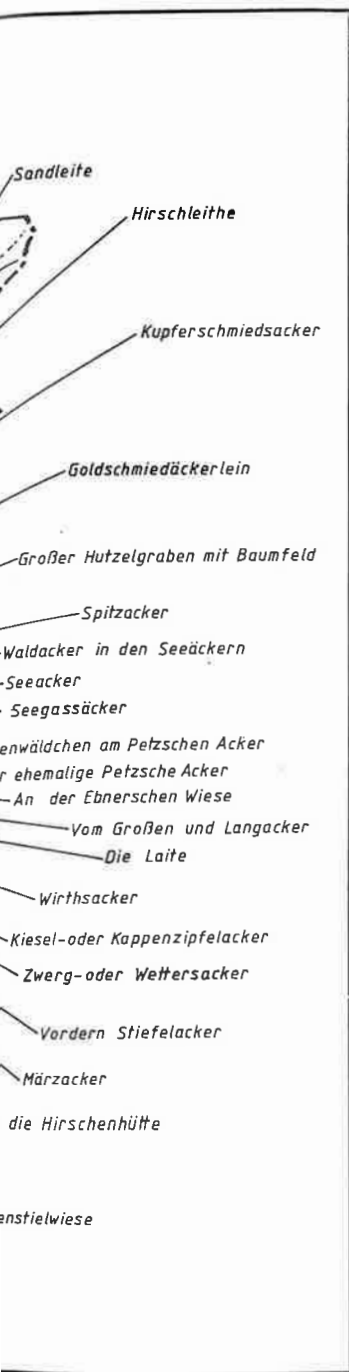 Sandleite
Hirschleithe
Kupferschmiedsacker
Goldschmiedäckerlein
Großer Hutzelgraben mit Baumfeld
Spitzacker
Waldacker in den Seeäckern
Seeacker
Seegassäcker
enwäldchen am Petzschen Acker
r ehemalige Petzsche Acker
An der Ebnerschen Wiese
Vom Großen und Langacker
Die Laite
Wirthsacker
Kiesel-oder Kappenzipfelacker
Zwerg-oder Wettersacker
Vordern Stiefelacker
Märzacker
die Hirschenhütte
enstielwiese